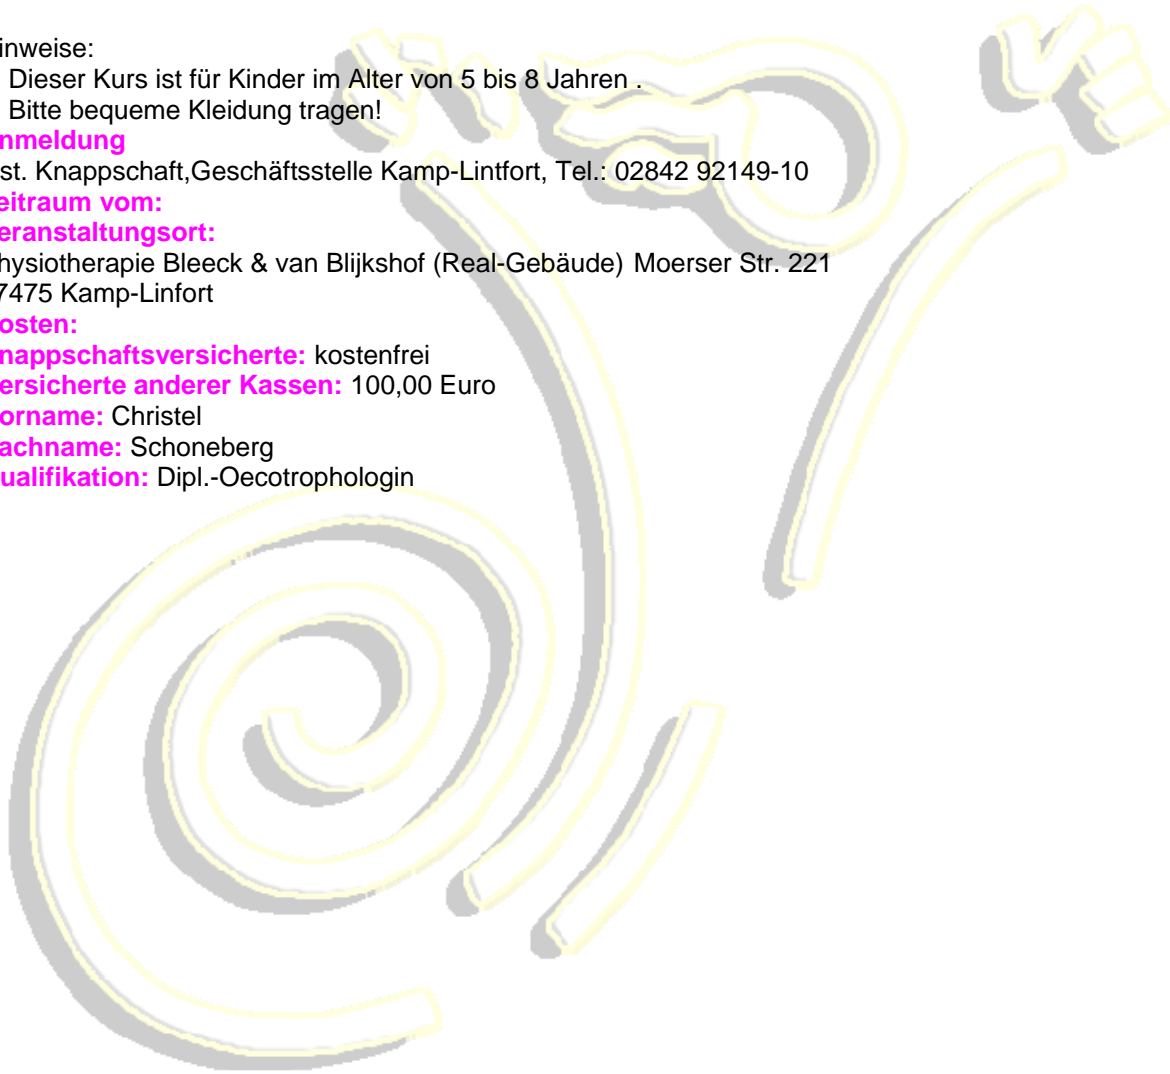 inweise:
Dieser Kurs ist für Kinder im Alter von 5 bis 8 Jahren .
Bitte bequeme Kleidung tragen!
nmeldung
st. Knappschaft,Geschäftsstelle Kamp-Lintfort, Tel.: 02842 92149-10
eitraum vom:
eranstaltungsort:
hysiotherapie Bleeck & van Blijkshof (Real-Gebäude) Moerser Str. 221
7475 Kamp-Linfort
osten:
nappschaftsversicherte: kostenfrei
ersicherte anderer Kassen: 100,00 Euro
orname: Christel
achname: Schoneberg
ualifikation: Dipl.-Oecotrophologin